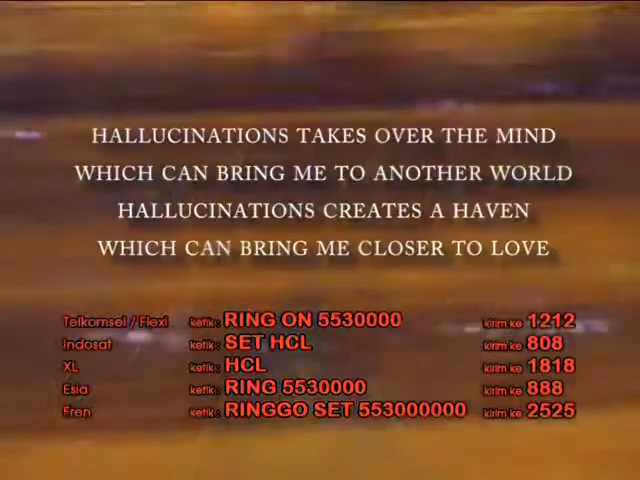 HALLUCINATIONS TAKES OVER THE MIND
WHICH CAN BRING ME TO ANOTHER WORLD
HALLUCINATIONS CREATES A HAVEN
WHICH CAN BRING ME CLOSER TO LOVE
Telkomsel / Flexi ketik : RING ON 5530000 kirim ke 1212
Indosat ketik : SET HCL kirim ke 808
XL ketik : HCL kirim ke 1818
Esia ketik : RING 5530000 kirim ke 888
Fren ketik : RINGGO SET 553000000 kirim ke 2525